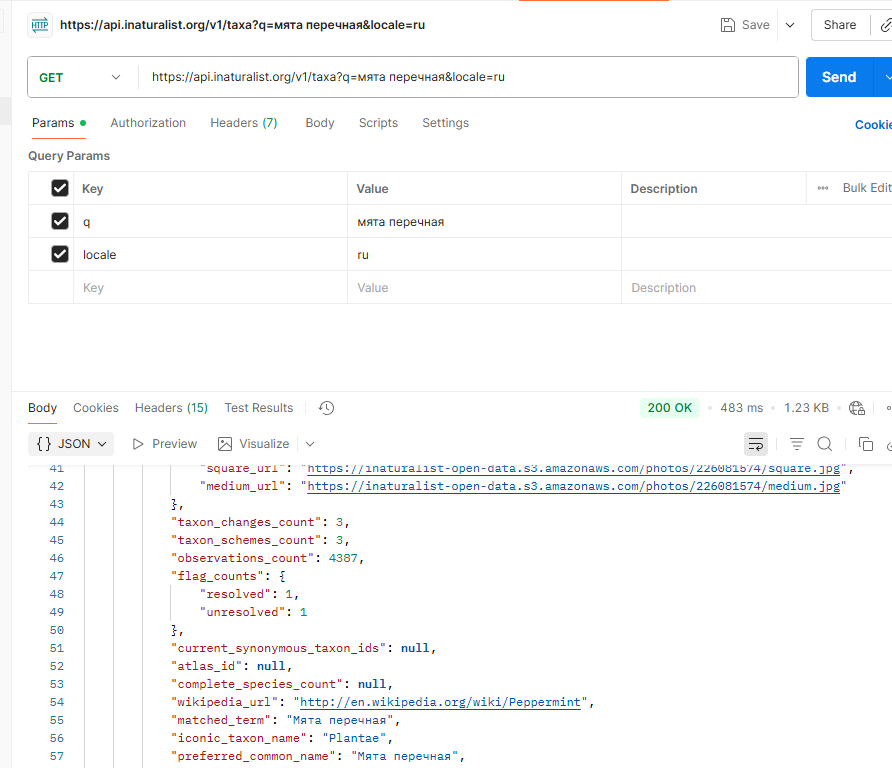 HTTP https://api.inaturalist.org/v1/taxa?q=мята перечная&locale=ru Save Share
GET https://api.inaturalist.org/v1/taxa?q=мята перечная&locale=ru Send
Params Authorization Headers (7) Body Scripts Settings Cookie
Query Params
Key Value Description Bulk Edit
q мята перечная
locale ru
Key Value Description
Body Cookies Headers (15) Test Results 200 OK 483 ms 1.23 KB
{} JSON Preview Visualize
41 "square_url": "https://inaturalist-open-data.s3.amazonaws.com/photos/226081574/square.jpg",
42 "medium_url": "https://inaturalist-open-data.s3.amazonaws.com/photos/226081574/medium.jpg"
43 },
44 "taxon_changes_count": 3,
45 "taxon_schemes_count": 3,
46 "observations_count": 4387,
47 "flag_counts": {
48 "resolved": 1,
49 "unresolved": 1
50 },
51 "current_synonymous_taxon_ids": null,
52 "atlas_id": null,
53 "complete_species_count": null,
54 "wikipedia_url": "http://en.wikipedia.org/wiki/Peppermint",
55 "matched_term": "Мята перечная",
56 "iconic_taxon_name": "Plantae",
57 "preferred_common_name": "Мята перечная",